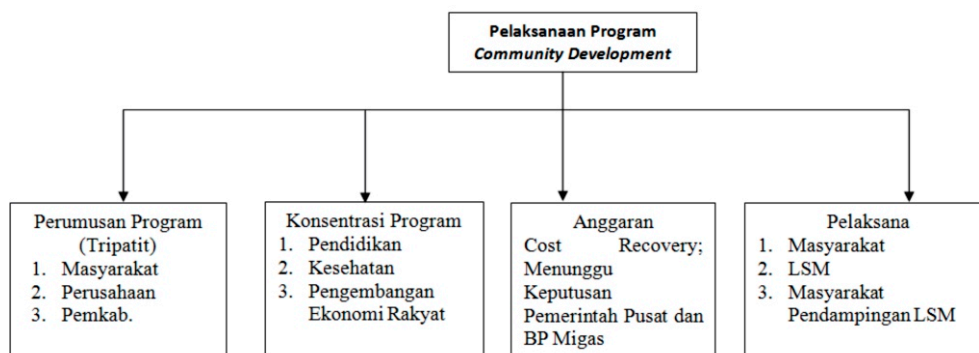 Pelaksanaan Program
Community Development
Perumusan Program
(Tripatit)
1. Masyarakat
2. Perusahaan
3. Pemkab.
Konsentrasi Program
1. Pendidikan
2. Kesehatan
3. Pengembangan
Ekonomi Rakyat
Anggaran
Cost Recovery;
Menunggu
Keputusan
Pemerintah Pusat dan
BP Migas
Pelaksana
1. Masyarakat
2. LSM
3. Masyarakat
Pendampingan LSM